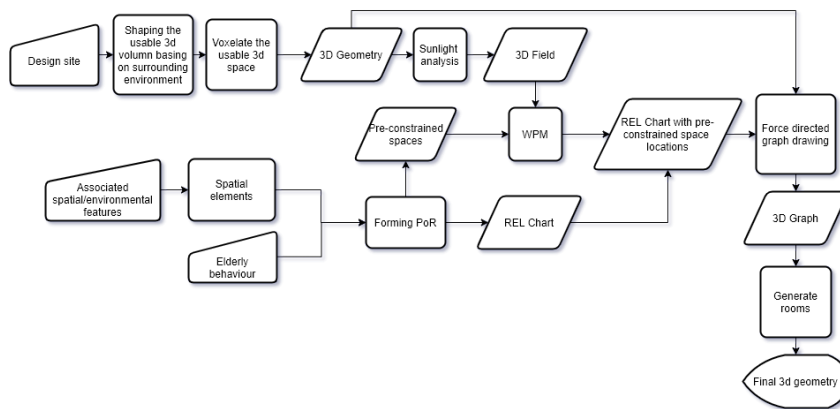 Design site
Shaping the
usable 3d
volumn basing
on surrounding
environment
Voxelate the
usable 3d
space
3D Geometry
Sunlight
analysis
3D Field
Pre-constrained
spaces
WPM
REL Chart with pre-
constrained space
locations
Force directed
graph drawing
Associated
spatial/environmental
features
Spatial
elements
Elderly
behaviour
Forming PoR
REL Chart
3D Graph
Generate
rooms
Final 3d geometry